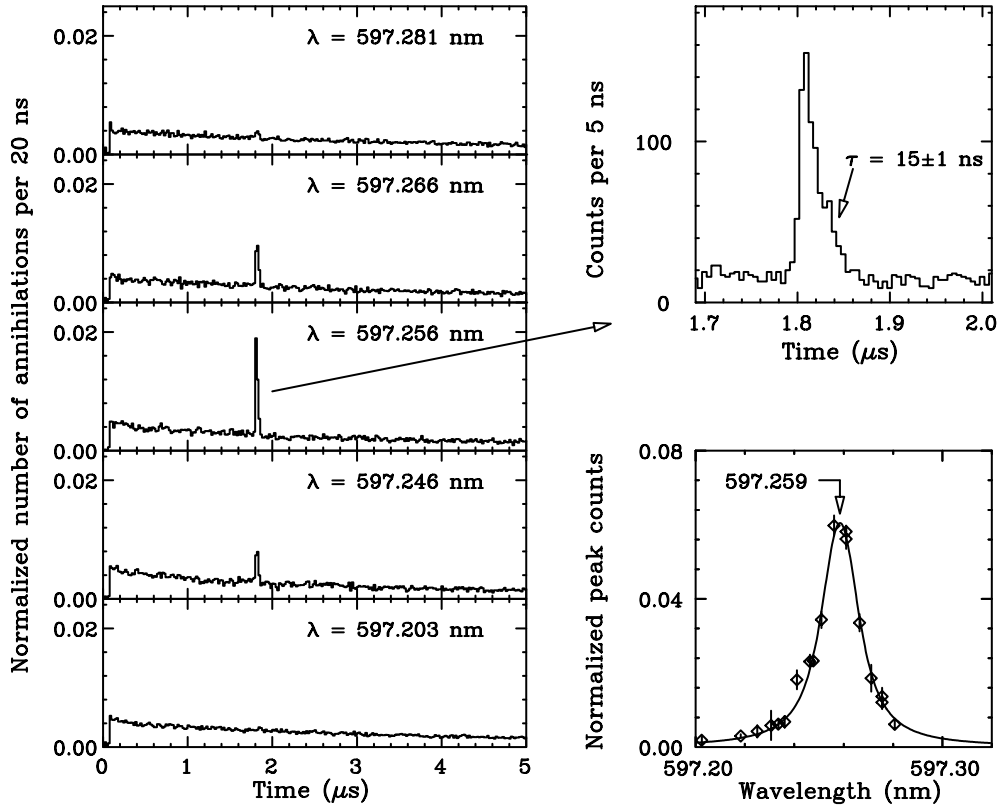 Normalized number of annihilations per 20 ns
0.02
λ = 597.281 nm
0.00
0.02
λ = 597.266 nm
0.00
0.02
λ = 597.256 nm
0.00
0.02
λ = 597.246 nm
0.00
0.02
λ = 597.203 nm
0.00
0 1 2 3 4 5
Time (μs)
Counts per 5 ns
100
τ = 15±1 ns
0
1.7 1.8 1.9 2.0
Time (μs)
Normalized peak counts
0.08
597.259
0.04
0.00
597.20 597.30
Wavelength (nm)